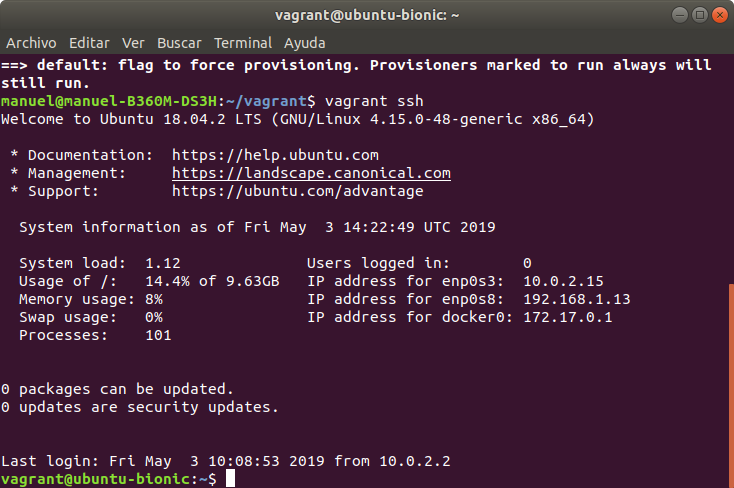 vagrant@ubuntu-bionic: ~
Archivo Editar Ver Buscar Terminal Ayuda
==> default: flag to force provisioning. Provisioners marked to run always will
still run.
manuel@manuel-B360M-DS3H:~/vagrant$ vagrant ssh
Welcome to Ubuntu 18.04.2 LTS (GNU/Linux 4.15.0-48-generic x86_64)
* Documentation:  https://help.ubuntu.com
* Management:     https://landscape.canonical.com
* Support:        https://ubuntu.com/advantage
System information as of Fri May  3 14:22:49 UTC 2019
System load:  1.12              Users logged in:        0
Usage of /:   14.4% of 9.63GB   IP address for enp0s3:  10.0.2.15
Memory usage: 8%                IP address for enp0s8:  192.168.1.13
Swap usage:   0%                IP address for docker0: 172.17.0.1
Processes:    101
0 packages can be updated.
0 updates are security updates.
Last login: Fri May  3 10:08:53 2019 from 10.0.2.2
vagrant@ubuntu-bionic:~$